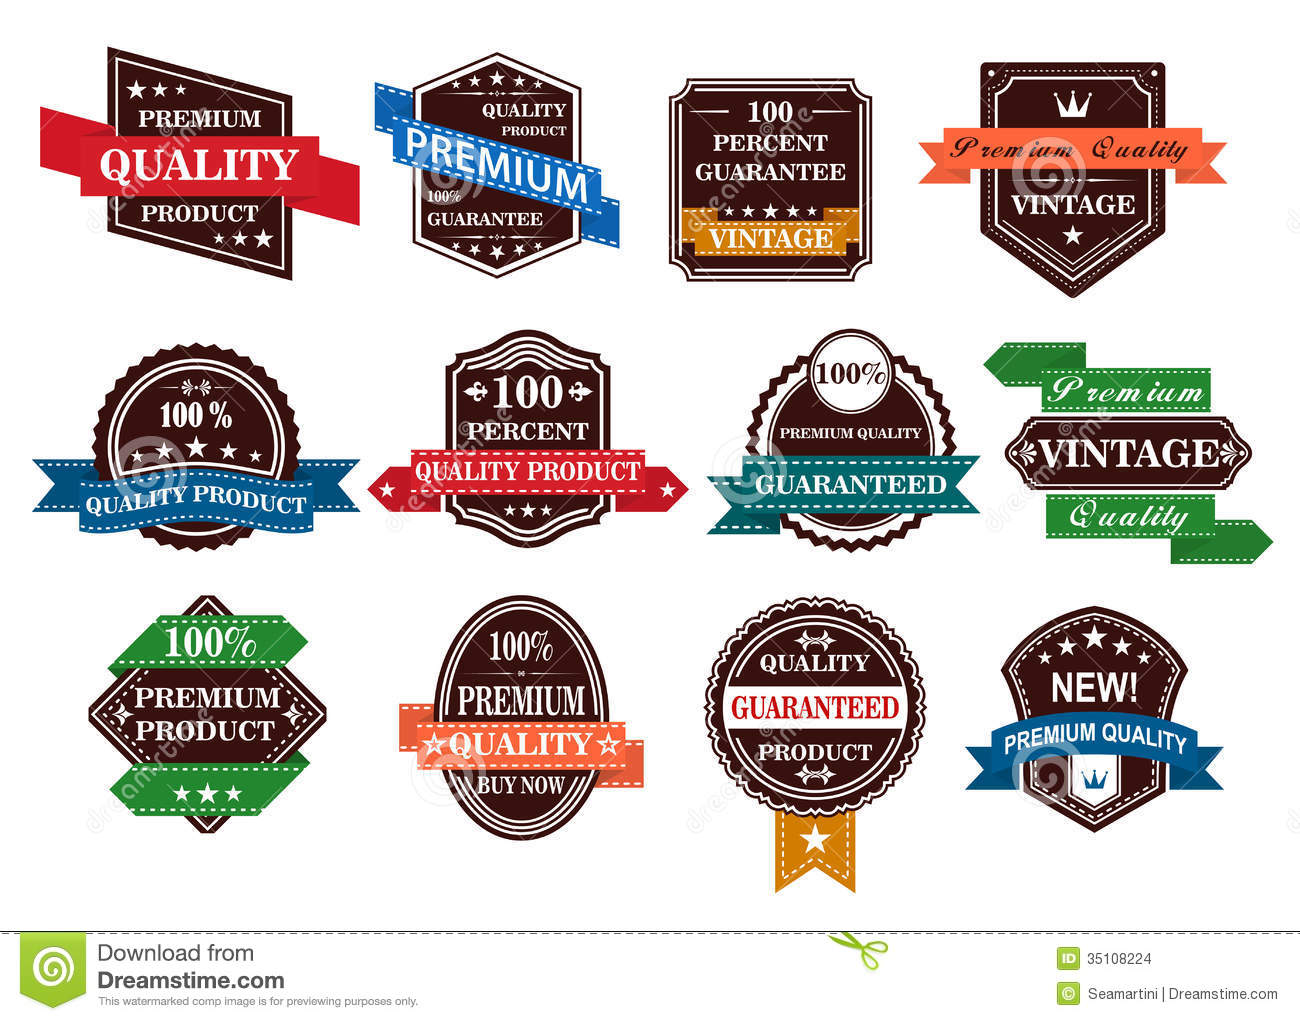 PREMIUM
QUALITY
PRODUCT
QUALITY
PRODUCT
PREMIUM
100%
GUARANTEE
100
PERCENT
GUARANTEE
VINTAGE
Premium Quality
VINTAGE
100 %
QUALITY PRODUCT
100
PERCENT
QUALITY PRODUCT
100%
PREMIUM QUALITY
GUARANTEED
Premium
VINTAGE
Quality
100%
PREMIUM
PRODUCT
100%
PREMIUM
QUALITY
BUY NOW
QUALITY
GUARANTEED
PRODUCT
NEW!
PREMIUM QUALITY
Download from
Dreamstime.com
This watermarked comp image is for previewing purposes only.
ID 35108224
© Seamartini | Dreamstime.com